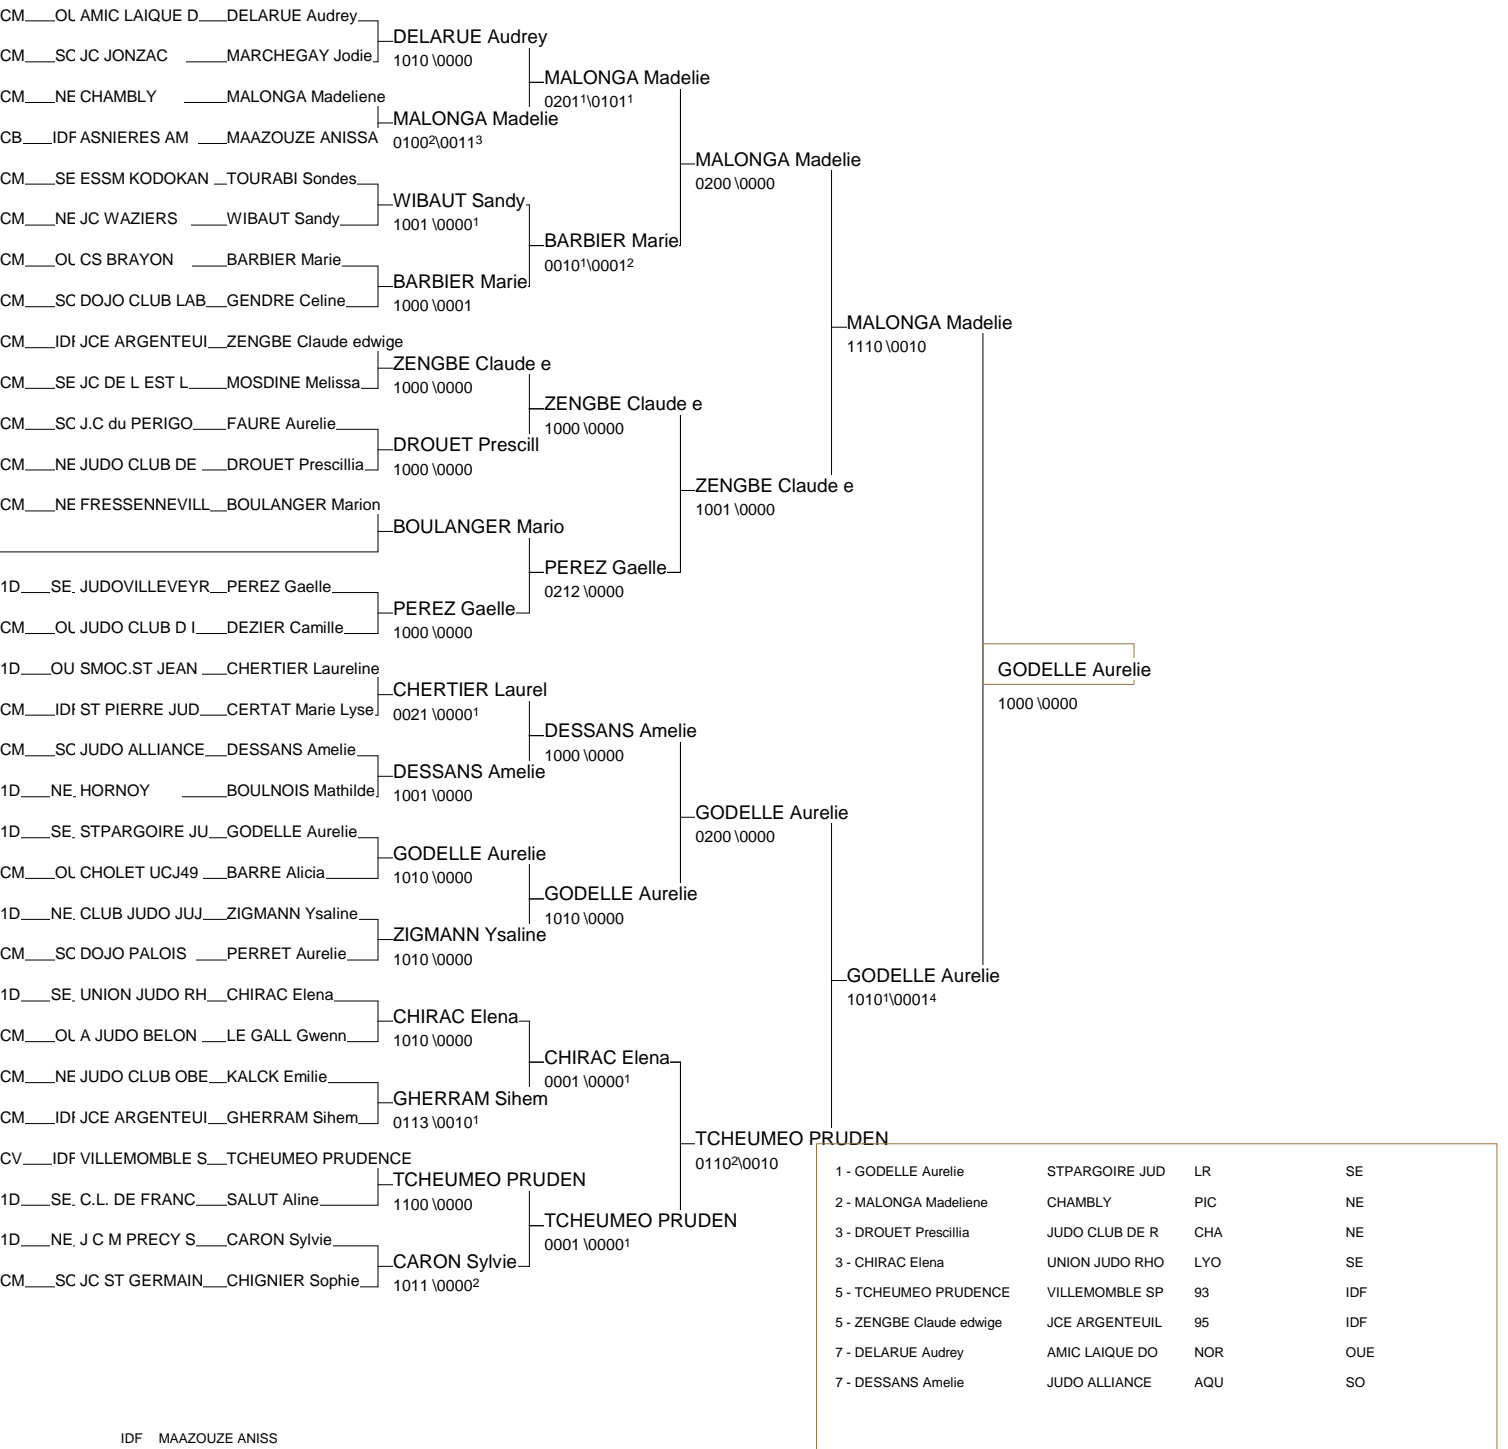 CM OU AMIC LAIQUE D DELARUE Audrey
DELARUE Audrey
1010 \0000
CM SO JC JONZAC MARCHEGAY Jodie
MALONGA Madelie
0201¹\0101¹
CM NE CHAMBLY MALONGA Madeliene
MALONGA Madelie
0100²\0011³
CB IDF ASNIERES AM MAAZOUZE ANISSA
MALONGA Madelie
0200 \0000
CM SE ESSM KODOKAN TOURABI Sondes
WIBAUT Sandy
1001 \0000¹
CM NE JC WAZIERS WIBAUT Sandy
BARBIER Marie
0010¹\0001²
CM OU CS BRAYON BARBIER Marie
BARBIER Marie
1000 \0001
CM SO DOJO CLUB LAB GENDRE Celine
MALONGA Madelie
1110 \0010
CM IDF JCE ARGENTEUI ZENGBE Claude edwige
ZENGBE Claude e
1000 \0000
CM SE JC DE L EST L MOSDINE Melissa
ZENGBE Claude e
1000 \0000
CM SO J.C du PERIGO FAURE Aurelie
DROUET Prescill
1000 \0000
CM NE JUDO CLUB DE DROUET Prescillia
ZENGBE Claude e
1001 \0000
CM NE FRESSENNEVILL BOULANGER Marion
BOULANGER Mario
PEREZ Gaelle
0212 \0000
1D SE JUDOVILLEVEYR PEREZ Gaelle
PEREZ Gaelle
1000 \0000
CM OU JUDO CLUB D I DEZIER Camille
GODELLE Aurelie
1000 \0000
1D OU SMOC.ST JEAN CHERTIER Laureline
CHERTIER Laurel
0021 \0000¹
CM IDF ST PIERRE JUD CERTAT Marie Lyse
DESSANS Amelie
1000 \0000
CM SO JUDO ALLIANCE DESSANS Amelie
DESSANS Amelie
1001 \0000
1D NE HORNOY BOULNOIS Mathilde
GODELLE Aurelie
0200 \0000
1D SE STPARGOIRE JU GODELLE Aurelie
GODELLE Aurelie
1010 \0000
CM OU CHOLET UCJ49 BARRE Alicia
GODELLE Aurelie
1010 \0000
1D NE CLUB JUDO JUJ ZIGMANN Ysaline
ZIGMANN Ysaline
1010 \0000
CM SO DOJO PALOIS PERRET Aurelie
GODELLE Aurelie
1010¹\0001⁴
1D SE UNION JUDO RH CHIRAC Elena
CHIRAC Elena
1010 \0000
CM OU A JUDO BELON LE GALL Gwenn
CHIRAC Elena
0001 \0000¹
CM NE JUDO CLUB OBE KALCK Emilie
GHERRAM Sihem
0113 \0010¹
CM IDF JCE ARGENTEUI GHERRAM Sihem
TCHEUMEO PRUDEN
0110²\0010
CV IDF VILLEMOMBLE S TCHEUMEO PRUDENCE
TCHEUMEO PRUDEN
1100 \0000
1D SE C.L. DE FRANC SALUT Aline
TCHEUMEO PRUDEN
0001 \0000¹
1D NE J C M PRECY S CARON Sylvie
CARON Sylvie
1011 \0000²
CM SO JC ST GERMAIN CHIGNIER Sophie
1 - GODELLE Aurelie STPARGOIRE JUD LR SE
2 - MALONGA Madeliene CHAMBLY PIC NE
3 - DROUET Prescillia JUDO CLUB DE R CHA NE
3 - CHIRAC Elena UNION JUDO RHO LYO SE
5 - TCHEUMEO PRUDENCE VILLEMOMBLE SP 93 IDF
5 - ZENGBE Claude edwige JCE ARGENTEUIL 95 IDF
7 - DELARUE Audrey AMIC LAIQUE DO NOR OUE
7 - DESSANS Amelie JUDO ALLIANCE AQU SO
IDF MAAZOUZE ANISS